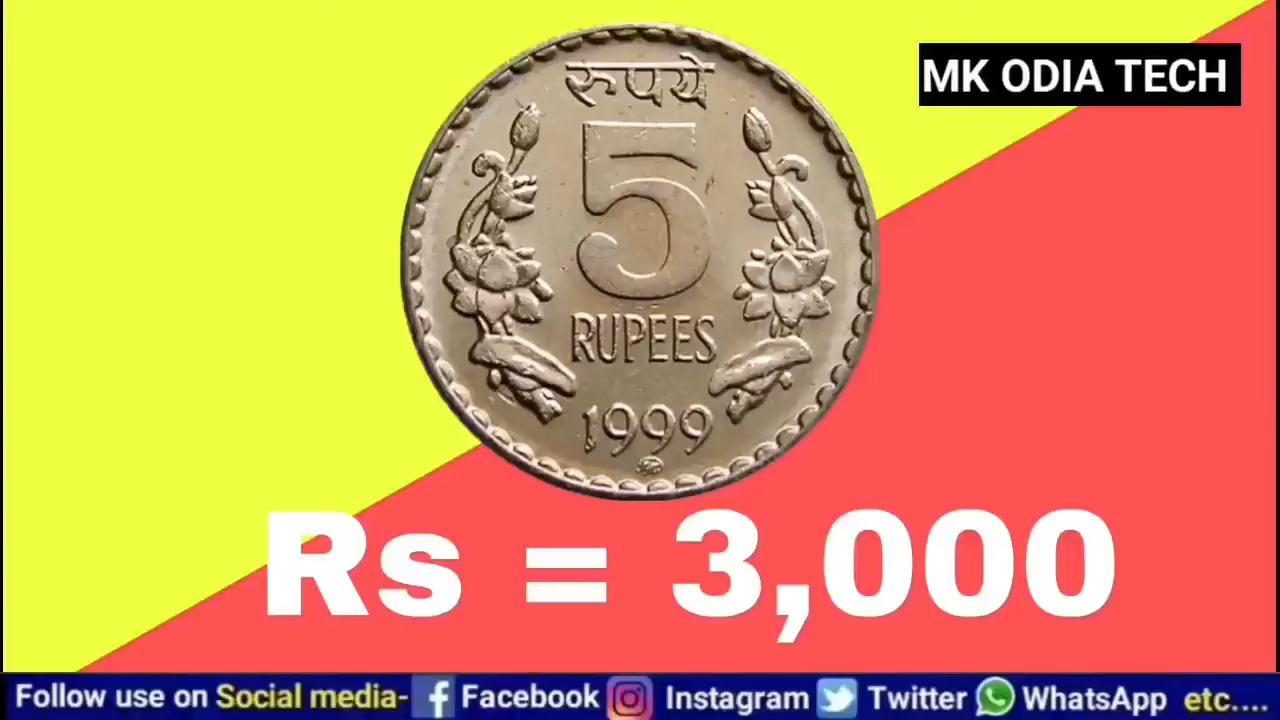 MK ODIA TECH
रुपये
5
RUPEES
1999
Rs = 3,000
Follow use on Social media- Facebook Instagram Twitter WhatsApp etc....